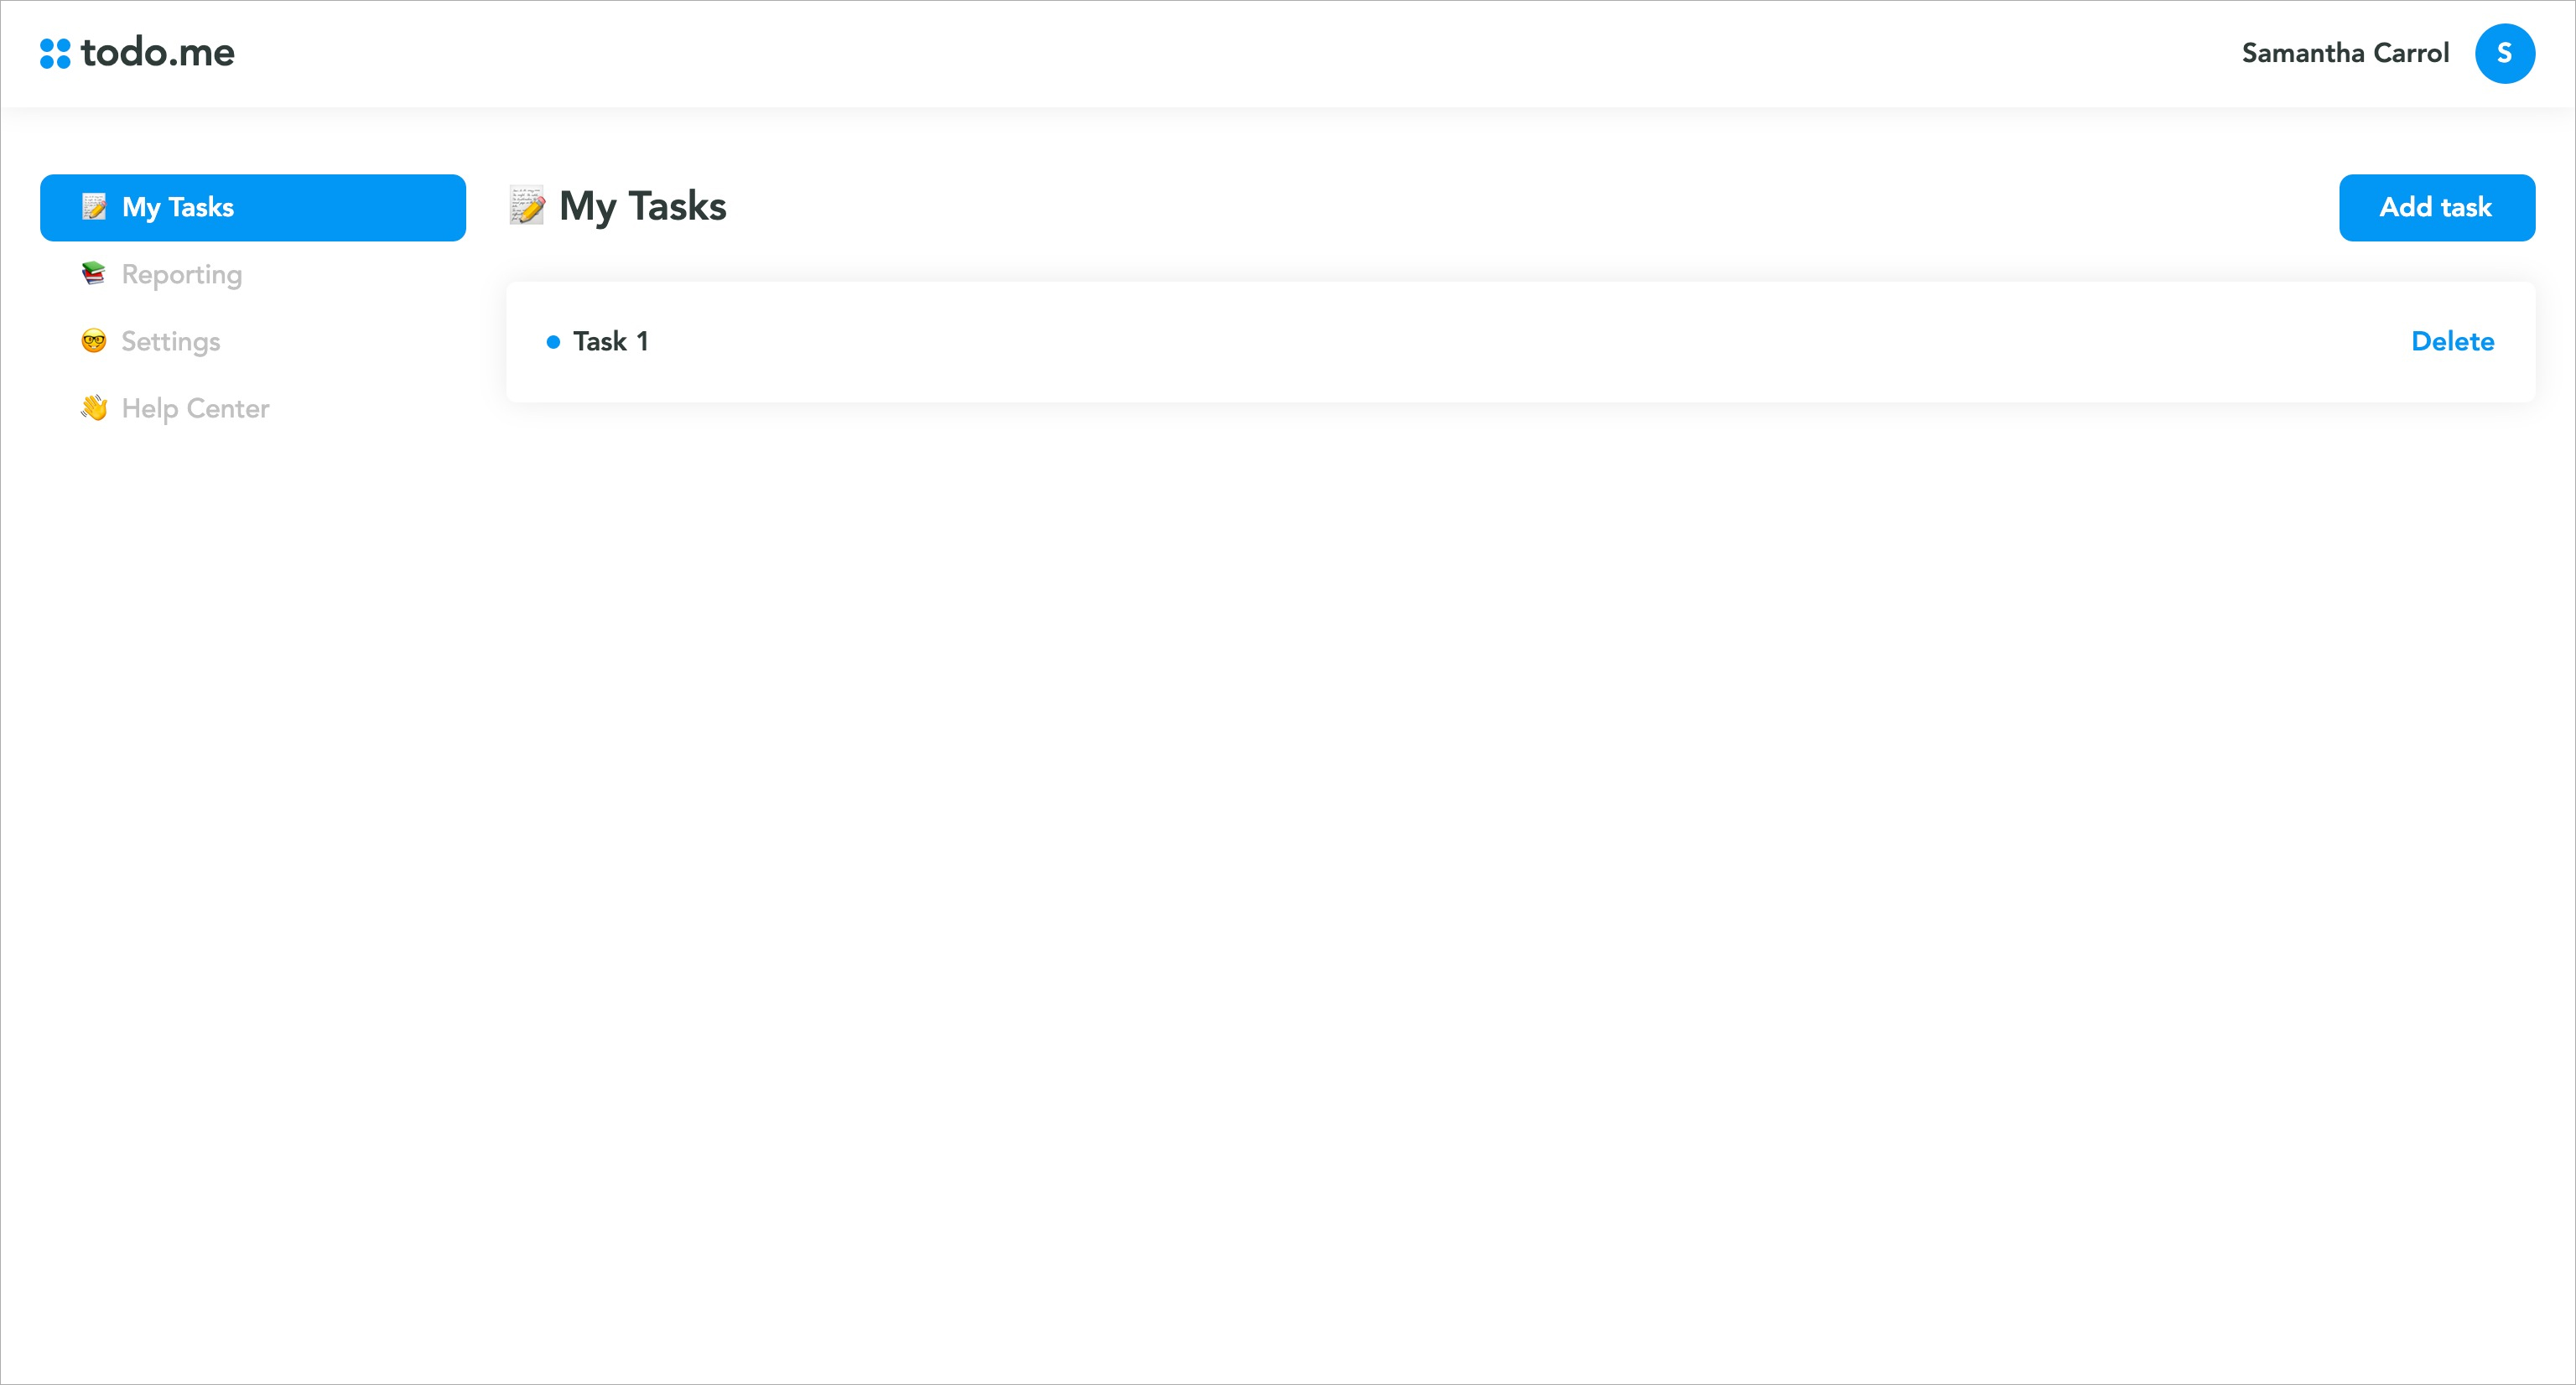 todo.me
Samantha Carrol
S
My Tasks
Reporting
Settings
Help Center
My Tasks
Add task
Task 1
Delete